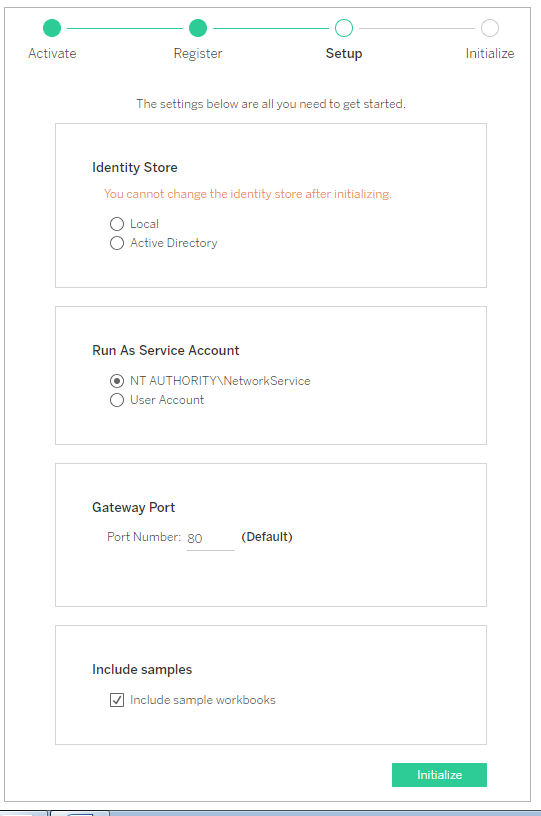 Activate Register Setup Initialize
The settings below are all you need to get started.
Identity Store
You cannot change the identity store after initializing.
Local
Active Directory
Run As Service Account
NT AUTHORITY\NetworkService
User Account
Gateway Port
Port Number: 80 (Default)
Include samples
Include sample workbooks
Initialize